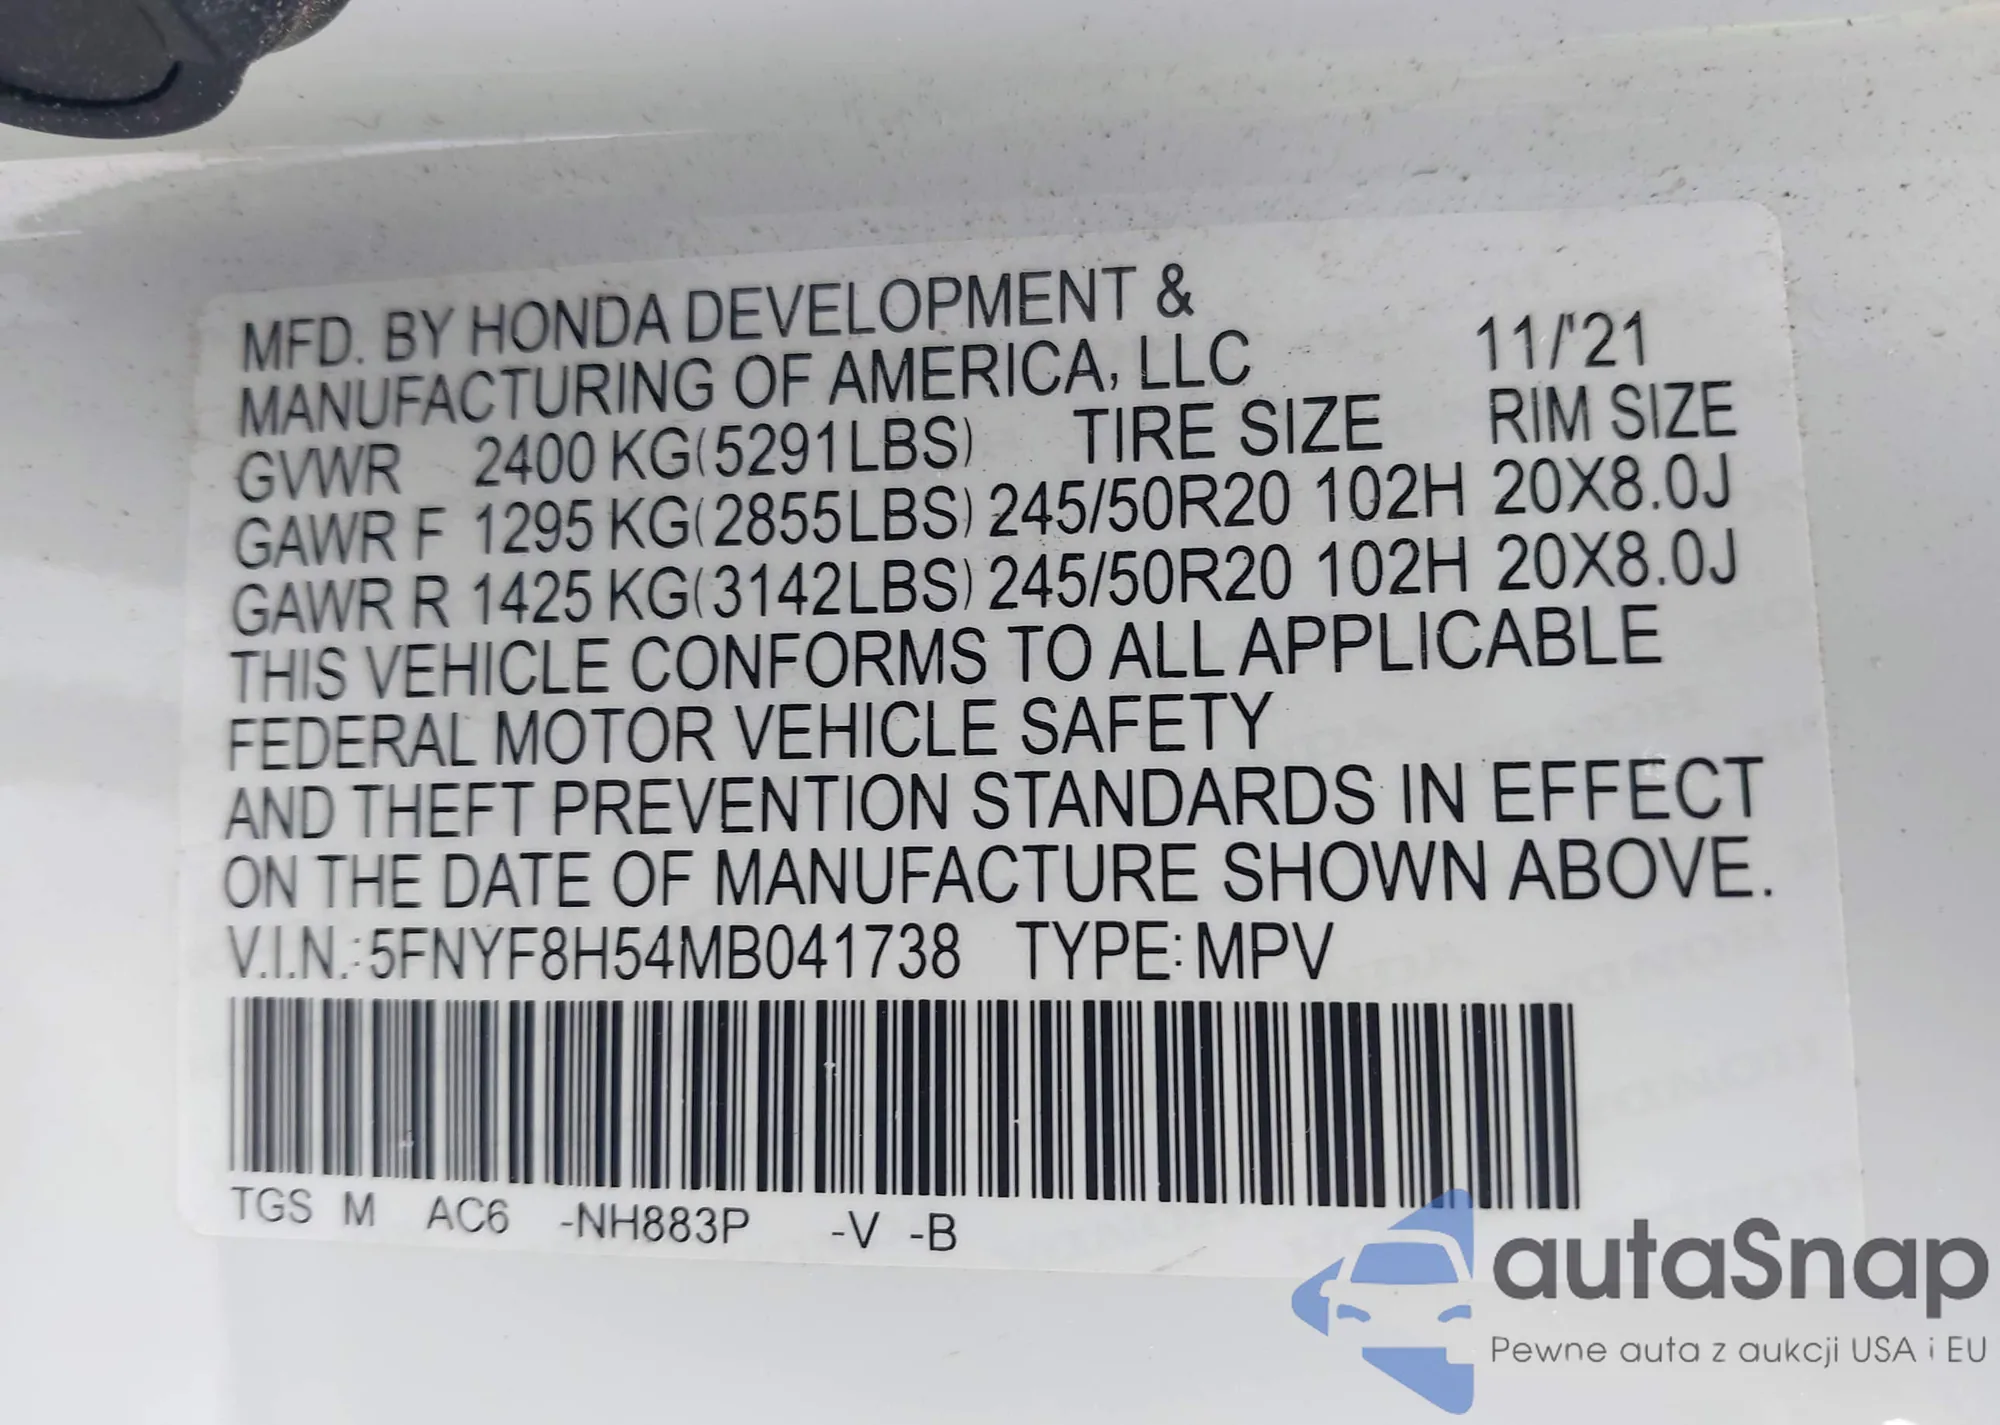 MFD. BY HONDA DEVELOPMENT &
MANUFACTURING OF AMERICA, LLC 11/'21
GVWR 2400 KG(5291LBS) TIRE SIZE RIM SIZE
GAWR F 1295 KG(2855LBS) 245/50R20 102H 20X8.0J
GAWR R 1425 KG(3142LBS) 245/50R20 102H 20X8.0J
THIS VEHICLE CONFORMS TO ALL APPLICABLE
FEDERAL MOTOR VEHICLE SAFETY
AND THEFT PREVENTION STANDARDS IN EFFECT
ON THE DATE OF MANUFACTURE SHOWN ABOVE.
V.I.N.:5FNYF8H54MB041738 TYPE:MPV
TGS M AC6 -NH883P -V -B
autaSnap
Pewne auta z aukcji USA i EU